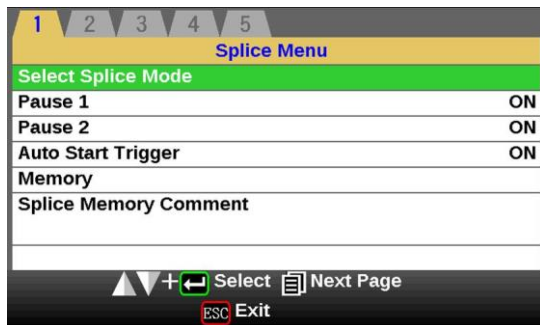 1 2 3 4 5
Splice Menu
Select Splice Mode
Pause 1 ON
Pause 2 ON
Auto Start Trigger ON
Memory
Splice Memory Comment
+ Select Next Page
ESC Exit